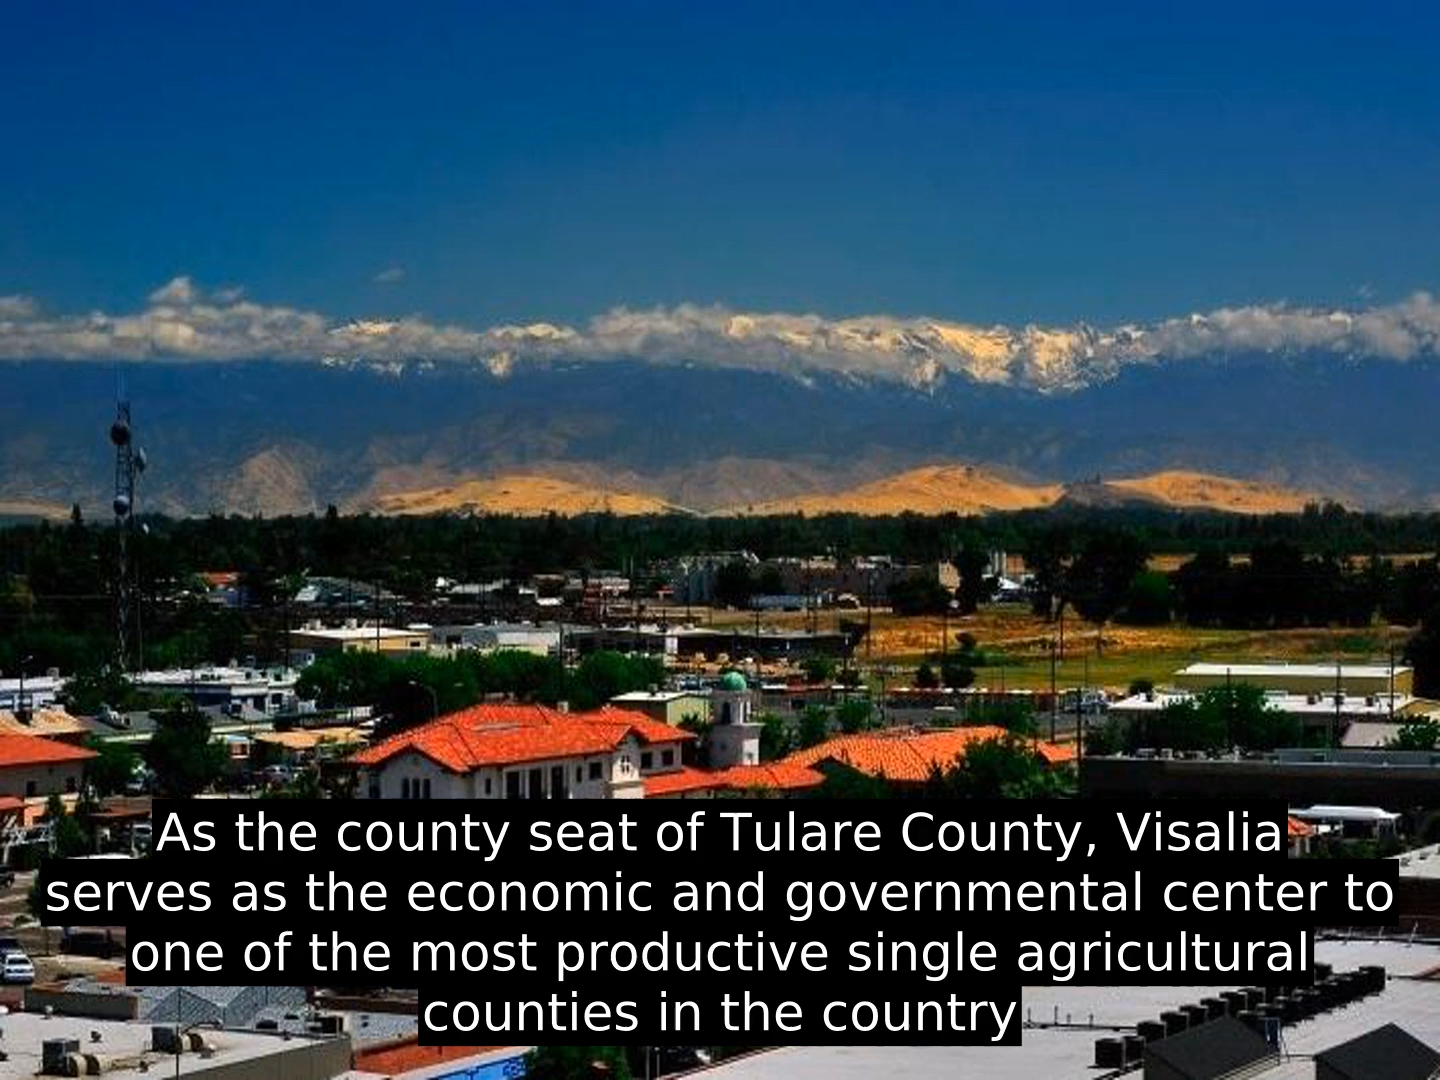 As the county seat of Tulare County, Visalia
serves as the economic and governmental center to
one of the most productive single agricultural
counties in the country